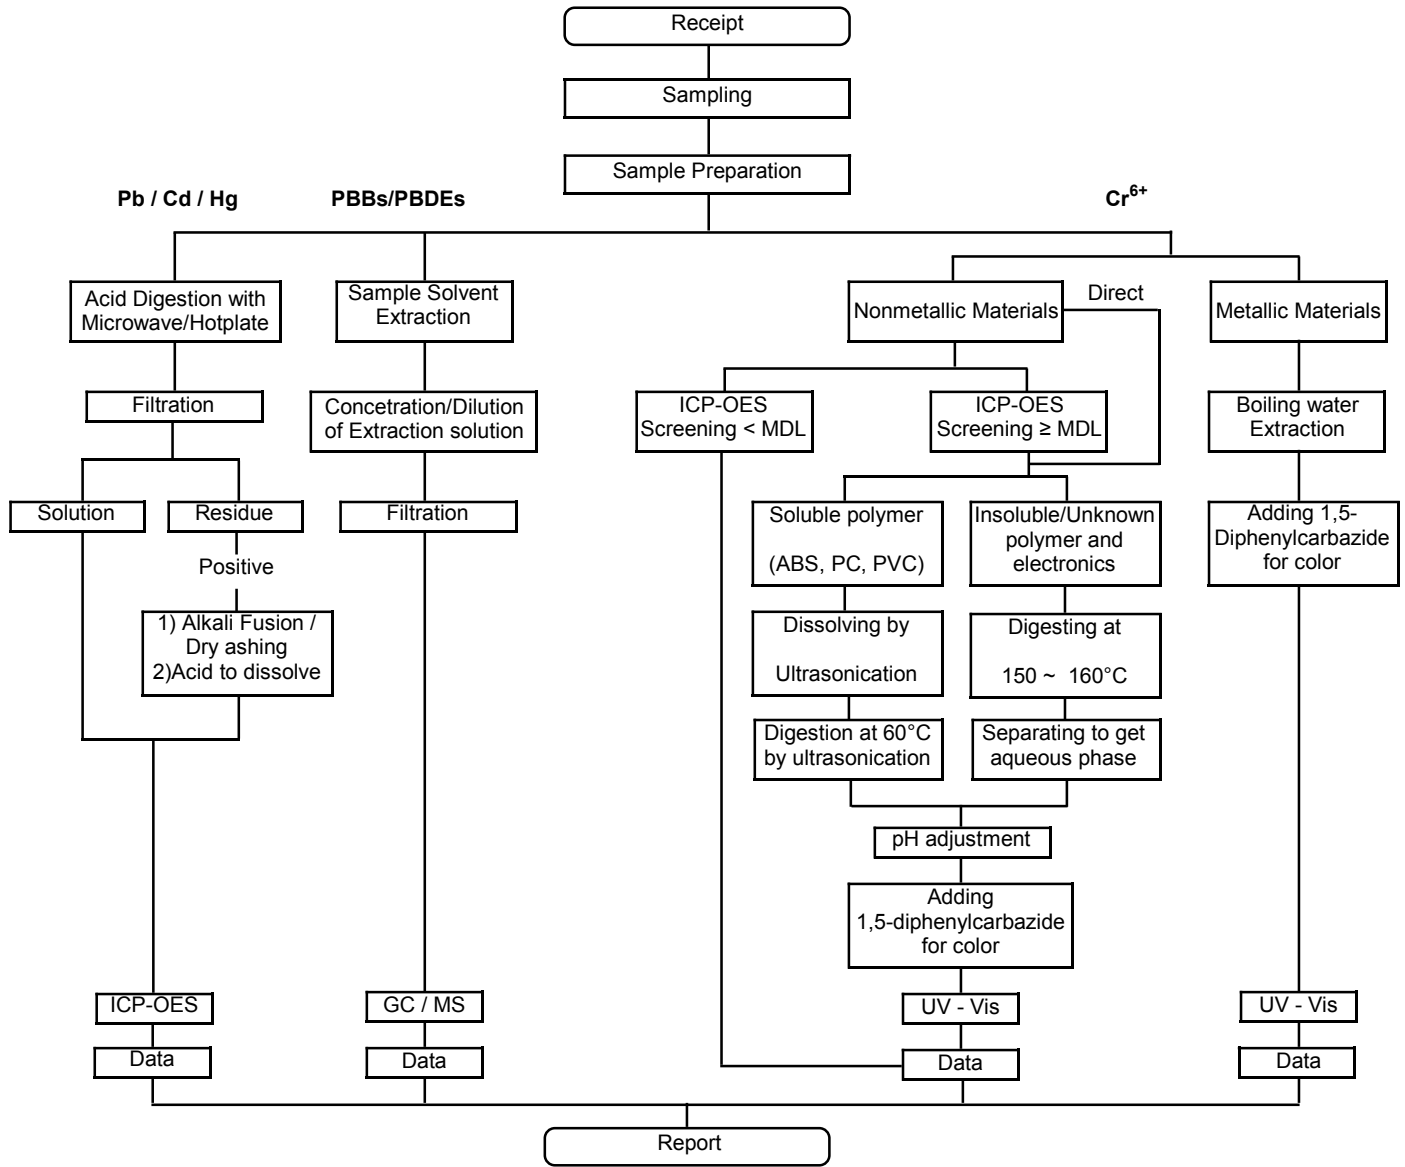 Receipt
Sampling
Sample Preparation
Pb / Cd / Hg
PBBs/PBDEs
Cr⁶⁺
Acid Digestion with
Microwave/Hotplate
Sample Solvent
Extraction
Nonmetallic Materials
Direct
Metallic Materials
Filtration
Concetration/Dilution
of Extraction solution
ICP-OES
Screening < MDL
ICP-OES
Screening ≥ MDL
Boiling water
Extraction
Solution
Residue
Filtration
Soluble polymer
(ABS, PC, PVC)
Insoluble/Unknown
polymer and
electronics
Adding 1,5-
Diphenylcarbazide
for color
Positive
1) Alkali Fusion /
Dry ashing
2)Acid to dissolve
Dissolving by
Ultrasonication
Digesting at
150 ~ 160°C
Digestion at 60°C
by ultrasonication
Separating to get
aqueous phase
pH adjustment
Adding
1,5-diphenylcarbazide
for color
ICP-OES
GC / MS
UV - Vis
UV - Vis
Data
Data
Data
Data
Report